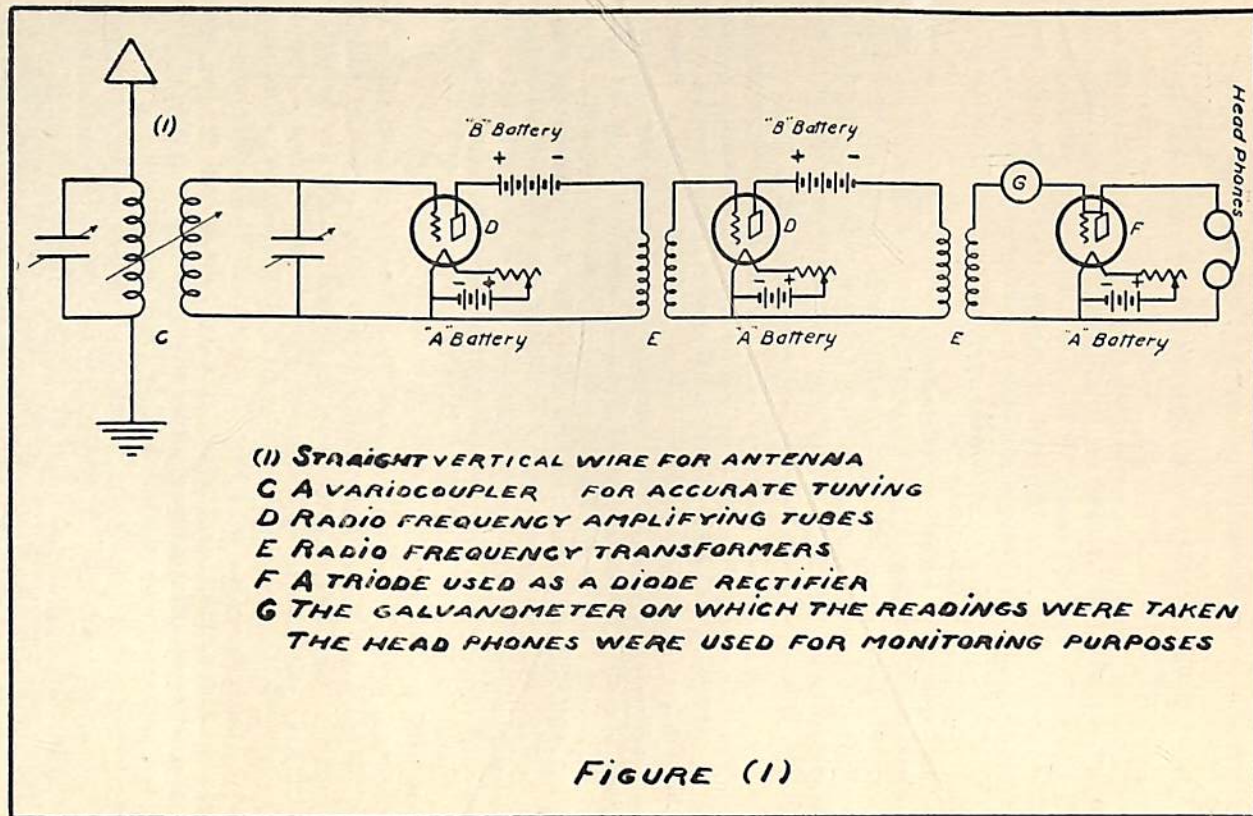 (1)
"B" Battery
+ -
D
- +
"A" Battery
C
E
"B" Battery
+ -
D
- +
"A" Battery
E
G
F
- +
"A" Battery
Head Phones
(1) STRAIGHT VERTICAL WIRE FOR ANTENNA
C A VARIOCOUPLER FOR ACCURATE TUNING
D RADIO FREQUENCY AMPLIFYING TUBES
E RADIO FREQUENCY TRANSFORMERS
F A TRIODE USED AS A DIODE RECTIFIER
G THE GALVANOMETER ON WHICH THE READINGS WERE TAKEN
THE HEAD PHONES WERE USED FOR MONITORING PURPOSES
FIGURE (1)